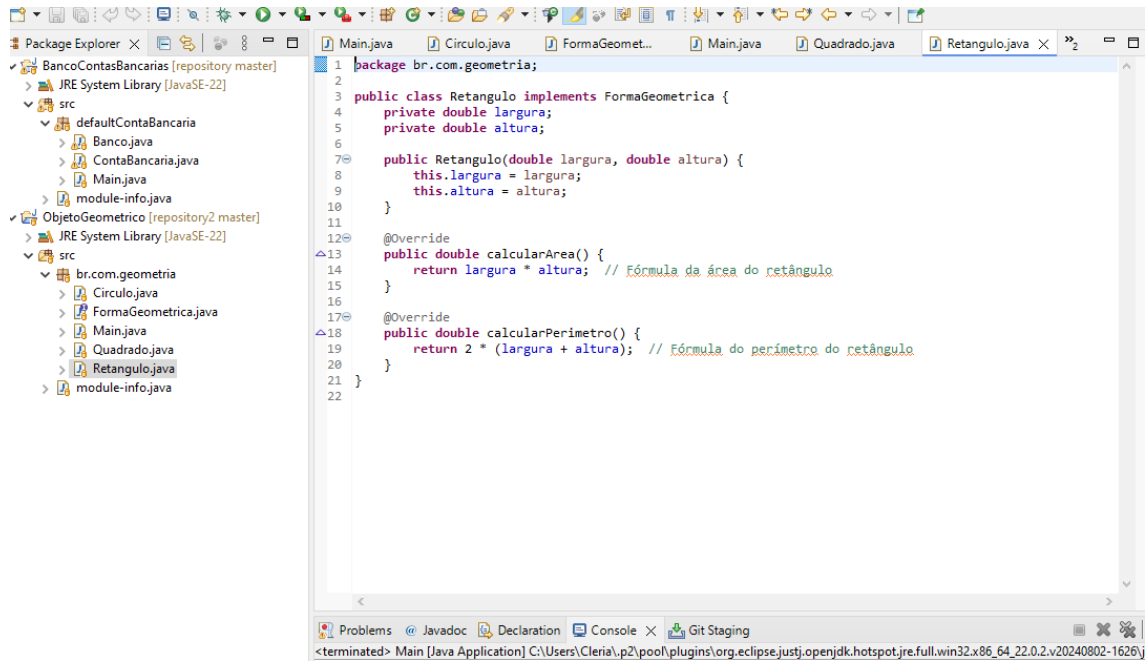 Package Explorer
BancoContasBancarias [repository master]
JRE System Library [JavaSE-22]
src
defaultContaBancaria
Banco.java
ContaBancaria.java
Main.java
module-info.java
ObjetoGeometrico [repository2 master]
JRE System Library [JavaSE-22]
src
br.com.geometria
Circulo.java
FormaGeometrica.java
Main.java
Quadrado.java
Retangulo.java
module-info.java
Main.java Circulo.java FormaGeomet... Main.java Quadrado.java Retangulo.java »2
1 package br.com.geometria;
2
3 public class Retangulo implements FormaGeometrica {
4 private double largura;
5 private double altura;
6
7 public Retangulo(double largura, double altura) {
8 this.largura = largura;
9 this.altura = altura;
10 }
11
12 @Override
13 public double calcularArea() {
14 return largura * altura; // Fórmula da área do retângulo
15 }
16
17 @Override
18 public double calcularPerimetro() {
19 return 2 * (largura + altura); // Fórmula do perímetro do retângulo
20 }
21 }
22
Problems @ Javadoc Declaration Console Git Staging
<terminated> Main [Java Application] C:\Users\Cleria\.p2\pool\plugins\org.eclipse.justj.openjdk.hotspot.jre.full.win32.x86_64_22.0.2.v20240802-1626\j